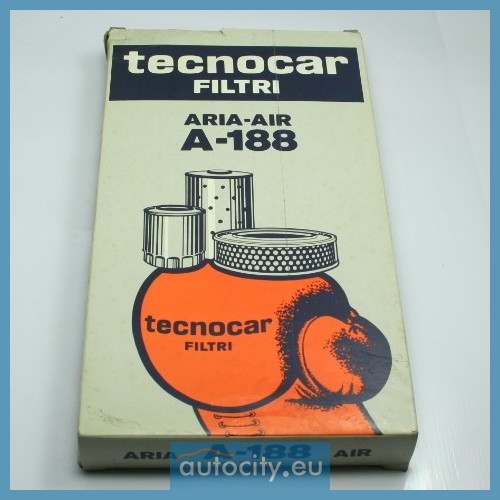 tecnocar
FILTRI
ARIA-AIR
A-188
tecnocar
FILTRI
ARIA-A-188 AIR
autocity.eu